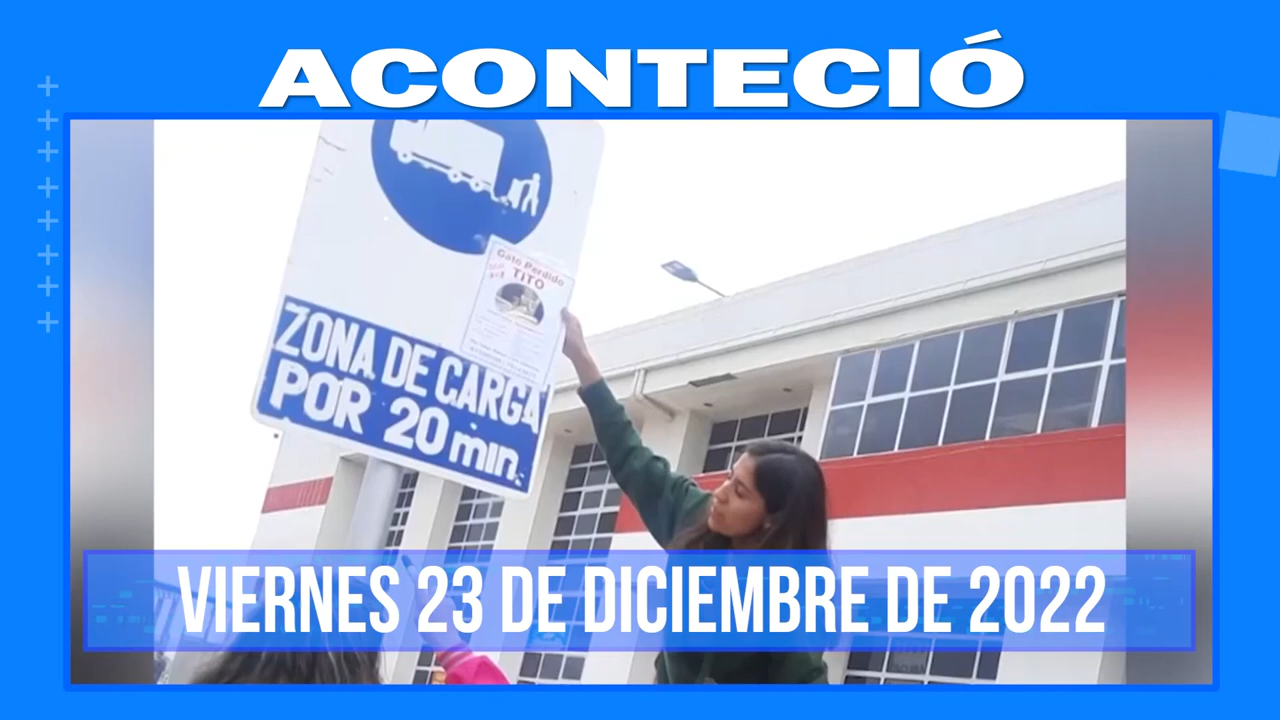 ACONTECIÓ
Gato Perdido
TITO
ZONA DE CARGA
POR 20 min.
VIERNES 23 DE DICIEMBRE DE 2022